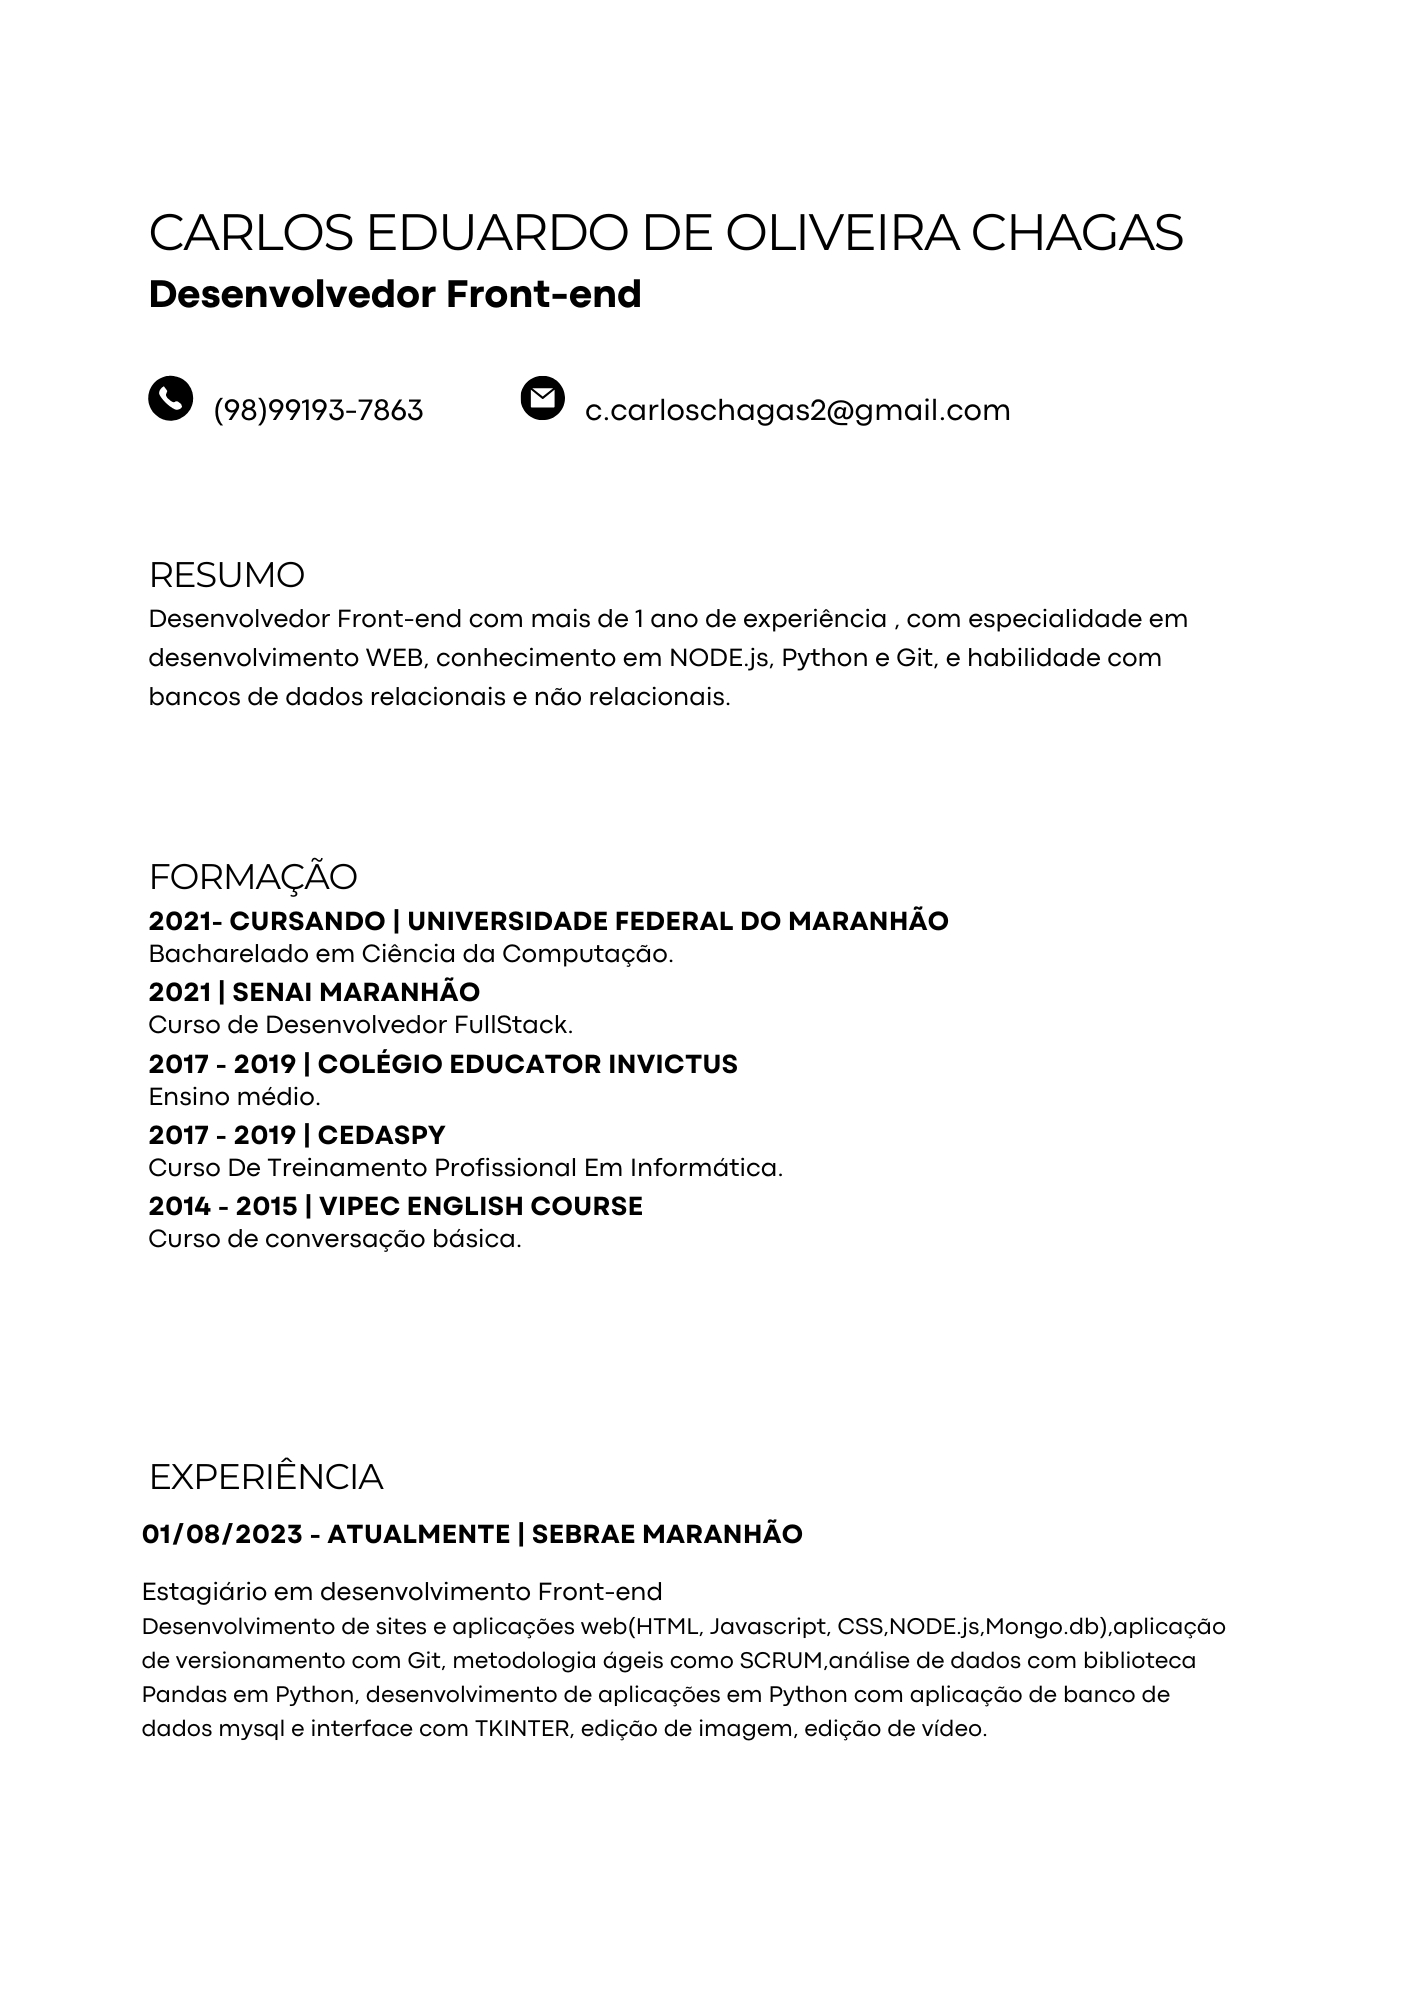 CARLOS EDUARDO DE OLIVEIRA CHAGAS
Desenvolvedor Front-end
(98)99193-7863
c.carloschagas2@gmail.com
RESUMO
Desenvolvedor Front-end com mais de 1 ano de experiência , com especialidade em
desenvolvimento WEB, conhecimento em NODE.js, Python e Git, e habilidade com
bancos de dados relacionais e não relacionais.
FORMAÇÃO
2021- CURSANDO | UNIVERSIDADE FEDERAL DO MARANHÃO
Bacharelado em Ciência da Computação.
2021 | SENAI MARANHÃO
Curso de Desenvolvedor FullStack.
2017 - 2019 | COLÉGIO EDUCATOR INVICTUS
Ensino médio.
2017 - 2019 | CEDASPY
Curso De Treinamento Profissional Em Informática.
2014 - 2015 | VIPEC ENGLISH COURSE
Curso de conversação básica.
EXPERIÊNCIA
01/08/2023 - ATUALMENTE | SEBRAE MARANHÃO
Estagiário em desenvolvimento Front-end
Desenvolvimento de sites e aplicações web(HTML, Javascript, CSS,NODE.js,Mongo.db),aplicação
de versionamento com Git, metodologia ágeis como SCRUM,análise de dados com biblioteca
Pandas em Python, desenvolvimento de aplicações em Python com aplicação de banco de
dados mysql e interface com TKINTER, edição de imagem, edição de vídeo.